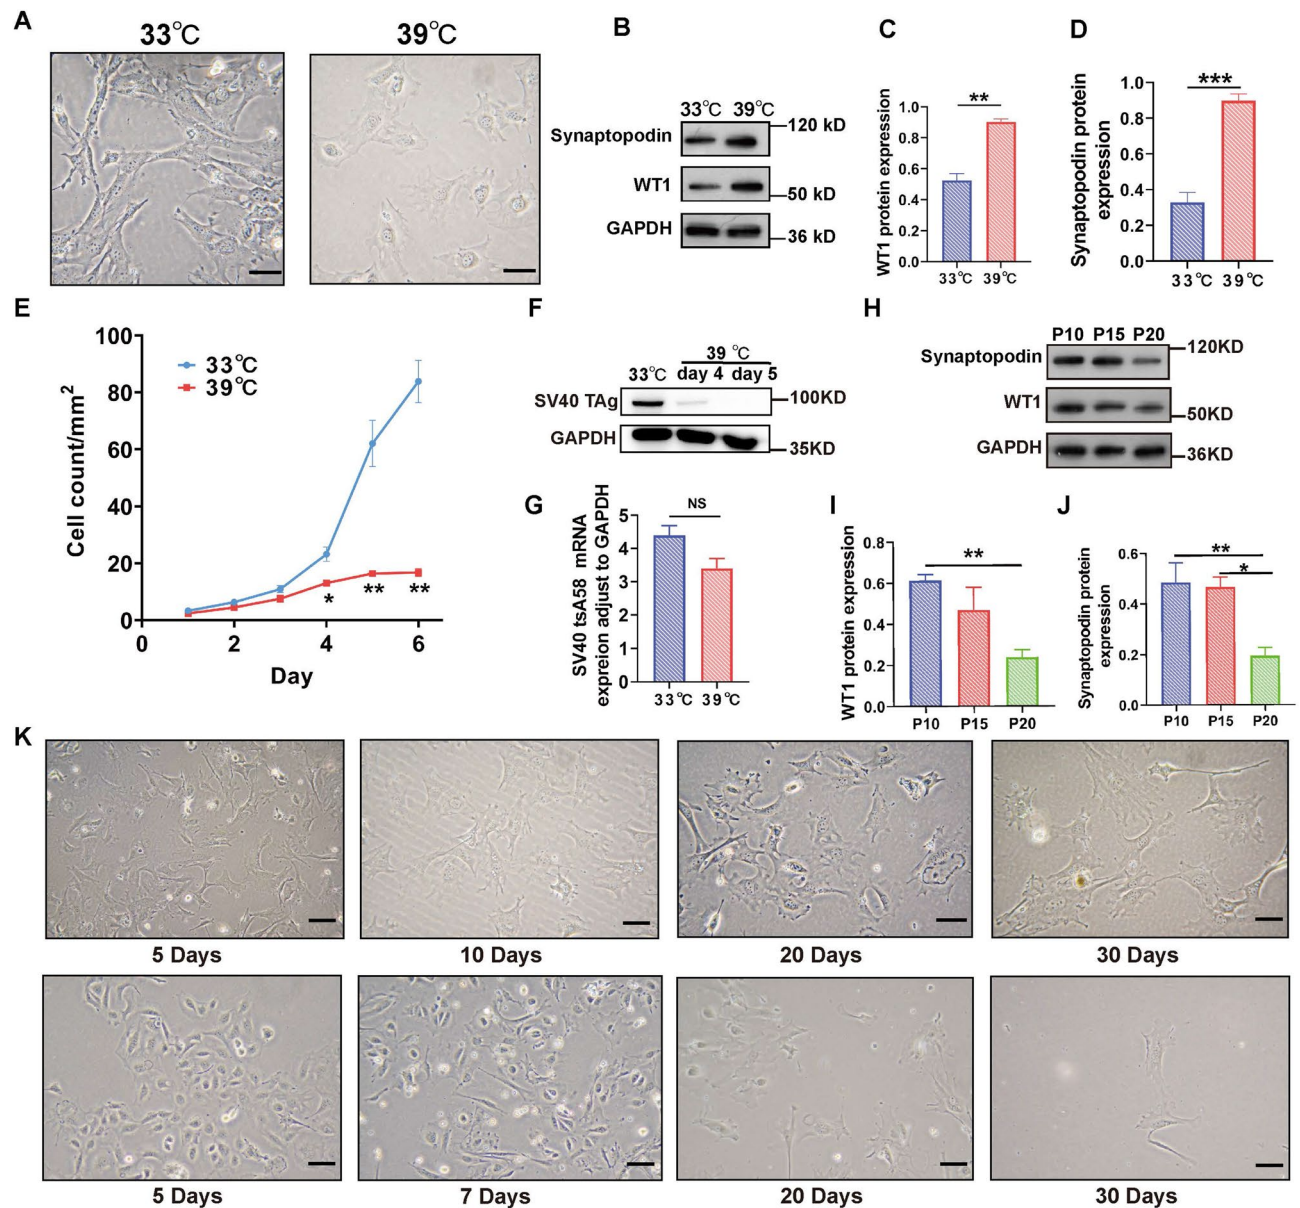 A
33℃
39℃
B
33℃ 39℃
Synaptopodin
120 kD
WT1
50 kD
GAPDH
36 kD
C
WT1 protein expression
1.0
0.8
0.6
0.4
0.2
0.0
**
33℃ 39℃
D
Synaptopodin protein
expression
1.0
0.8
0.6
0.4
0.2
0.0
***
33℃ 39℃
E
Cell count/mm2
100
80
60
40
20
0
33℃
39℃
*
**
**
0 2 4 6
Day
F
39 ℃
33℃ day 4 day 5
SV40 TAg
100KD
GAPDH
35KD
G
SV40 tsA58 mRNA
expreion adjust to GAPDH
5
4
3
2
1
0
NS
33℃ 39℃
H
P10 P15 P20
Synaptopodin
120KD
WT1
50KD
GAPDH
36KD
I
WT1 protein expression
0.8
0.6
0.4
0.2
0.0
**
P10 P15 P20
J
Synaptopodin protein
expression
0.6
0.4
0.2
0.0
**
*
P10 P15 P20
K
5 Days
10 Days
20 Days
30 Days
5 Days
7 Days
20 Days
30 Days